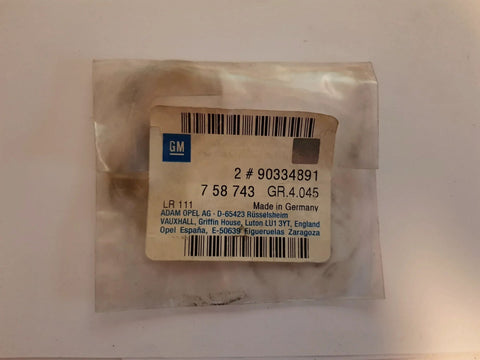 GM
2 # 90334891
7 58 743 GR.4.045
LR 111 Made in Germany
ADAM OPEL AG - D-65423 Rüsselsheim
VAUXHALL, Griffin House, Luton LU1 3YT, England
Opel España, E-50639 Figueruelas Zaragoza